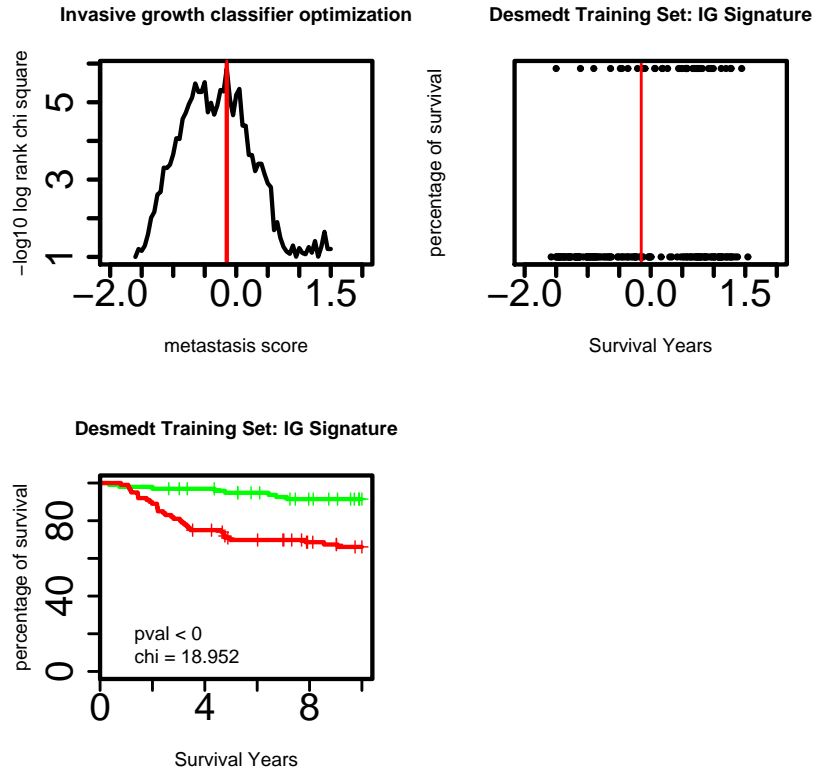 Invasive growth classifier optimization
−log10 log rank chi square
1 3 5
−2.0 0.0 1.5
metastasis score
Desmedt Training Set: IG Signature
percentage of survival
−2.0 0.0 1.5
Survival Years
Desmedt Training Set: IG Signature
percentage of survival
0 40 80
pval < 0
chi = 18.952
0 4 8
Survival Years